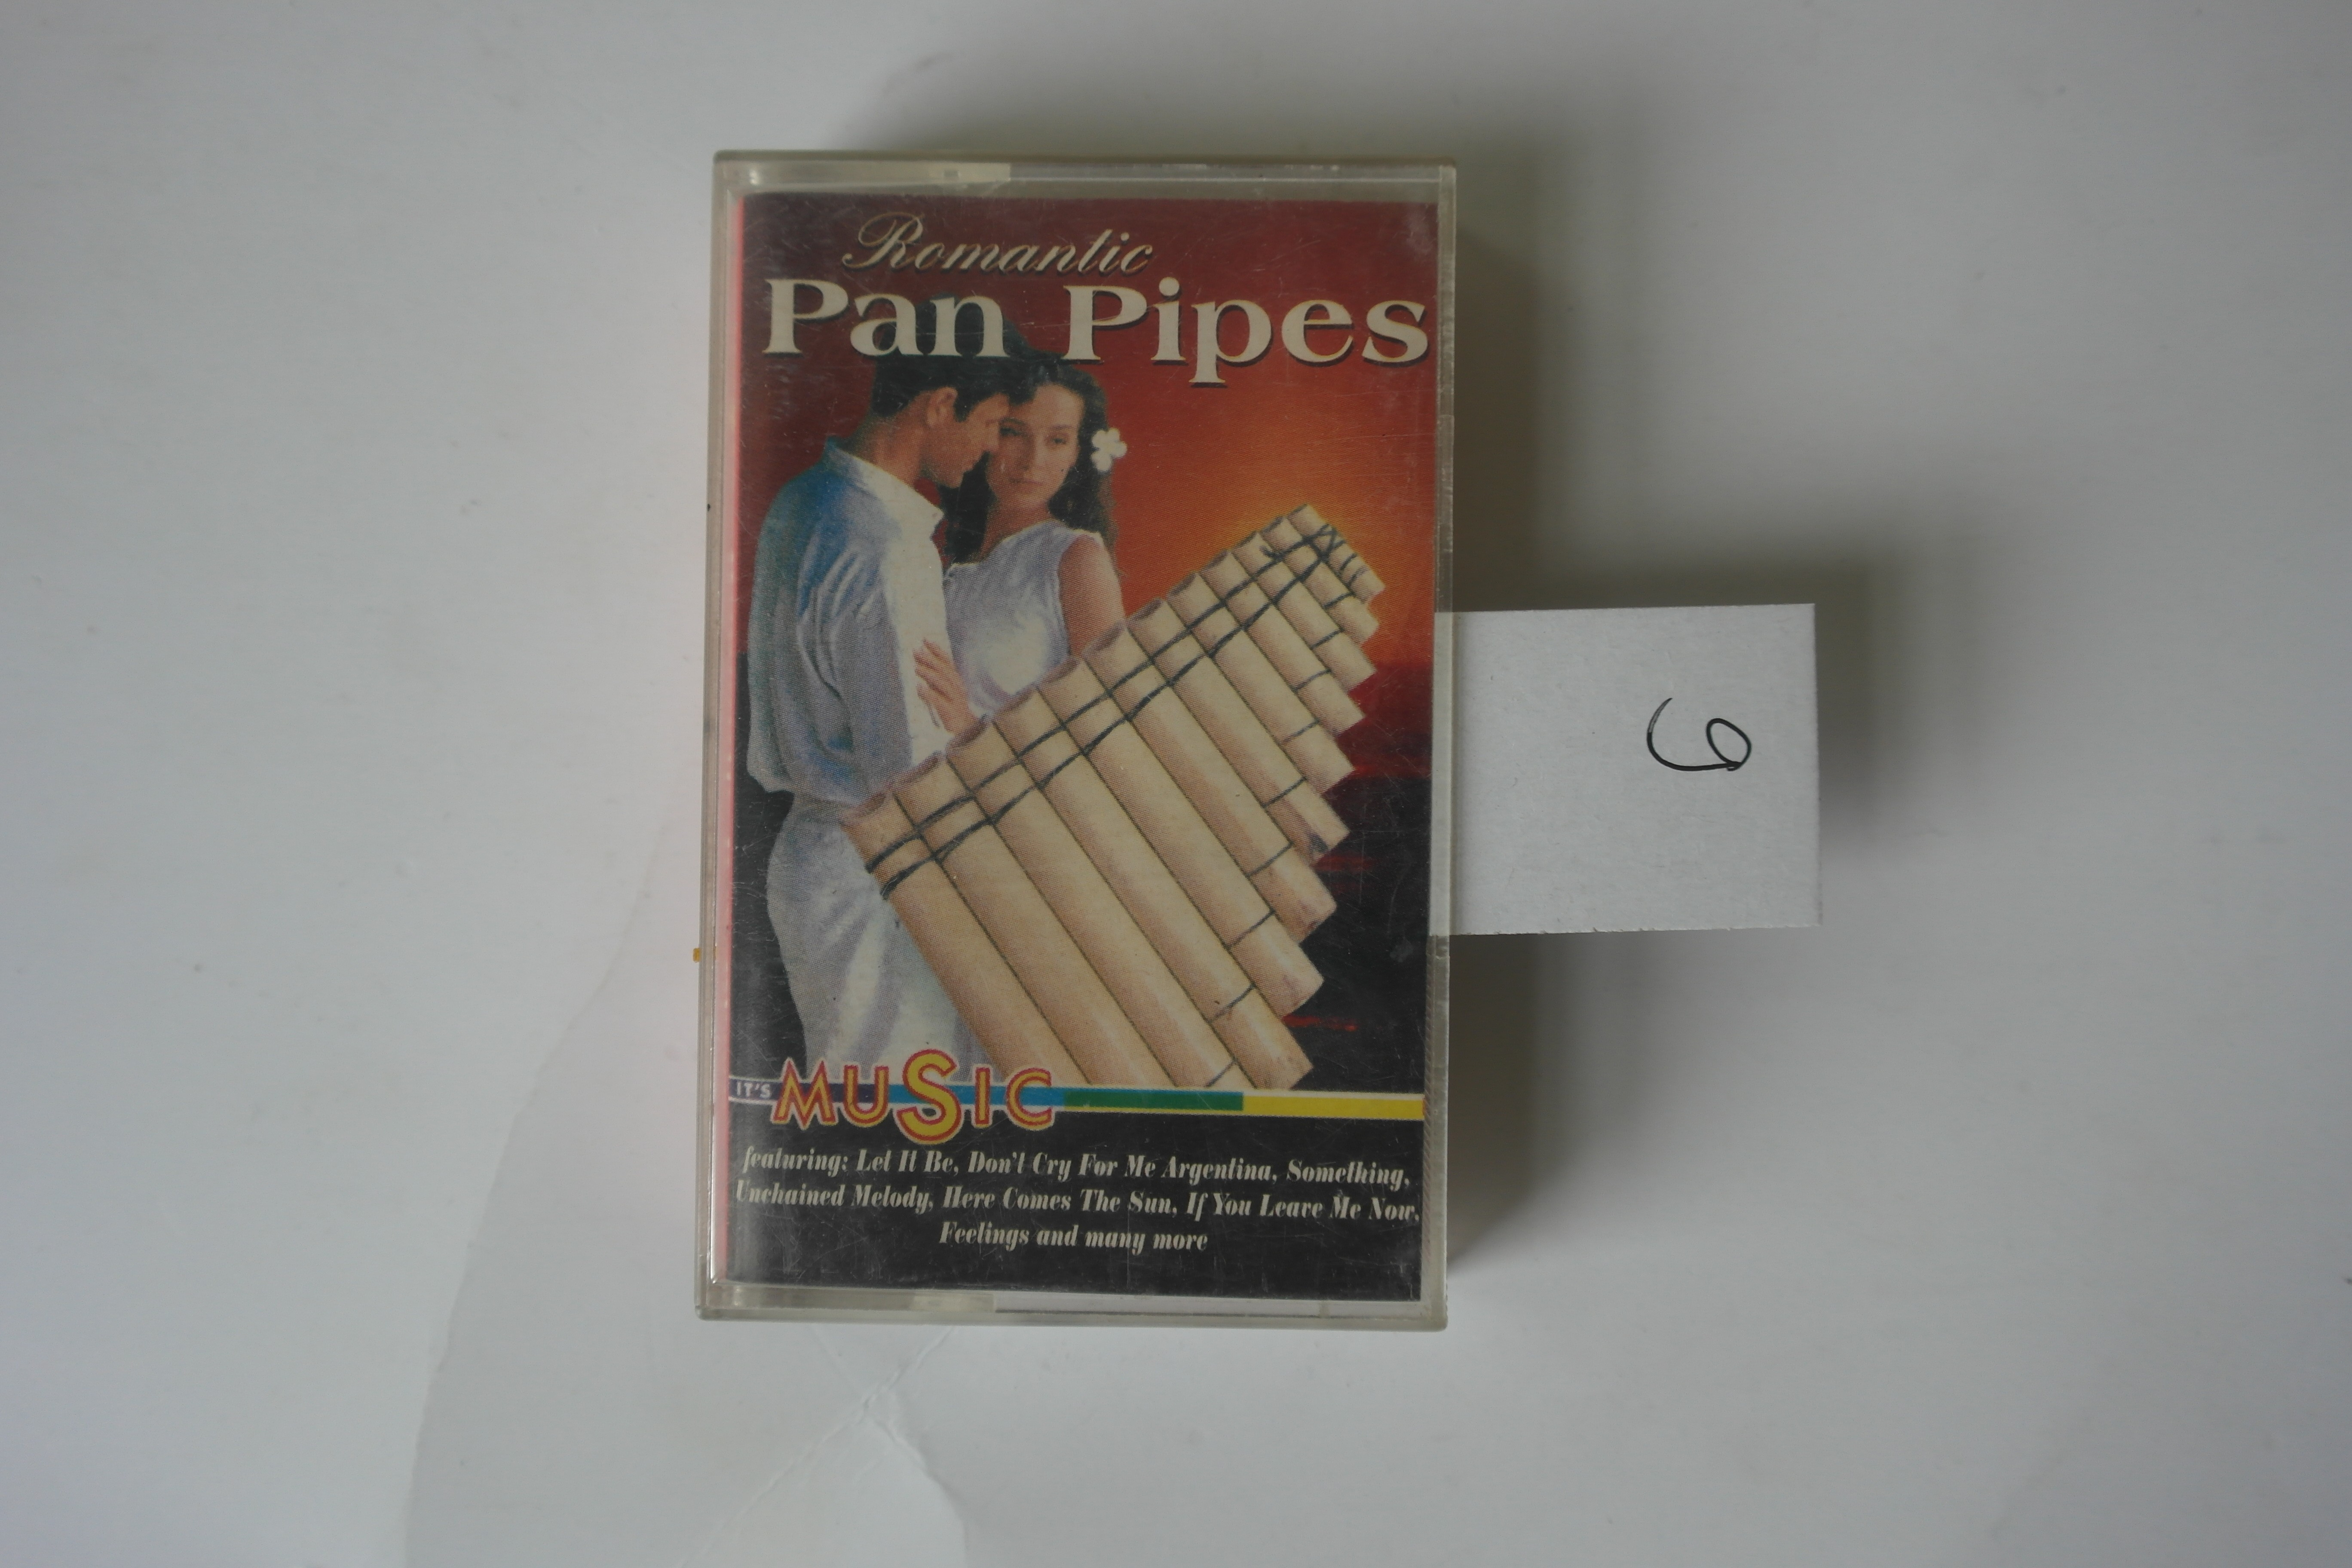 Romantic
Pan Pipes
9
IT'S MUSIC
featuring: Let It Be, Don't Cry For Me Argentina, Something,
Unchained Melody, Here Comes The Sun, If You Leave Me Now,
Feelings and many more